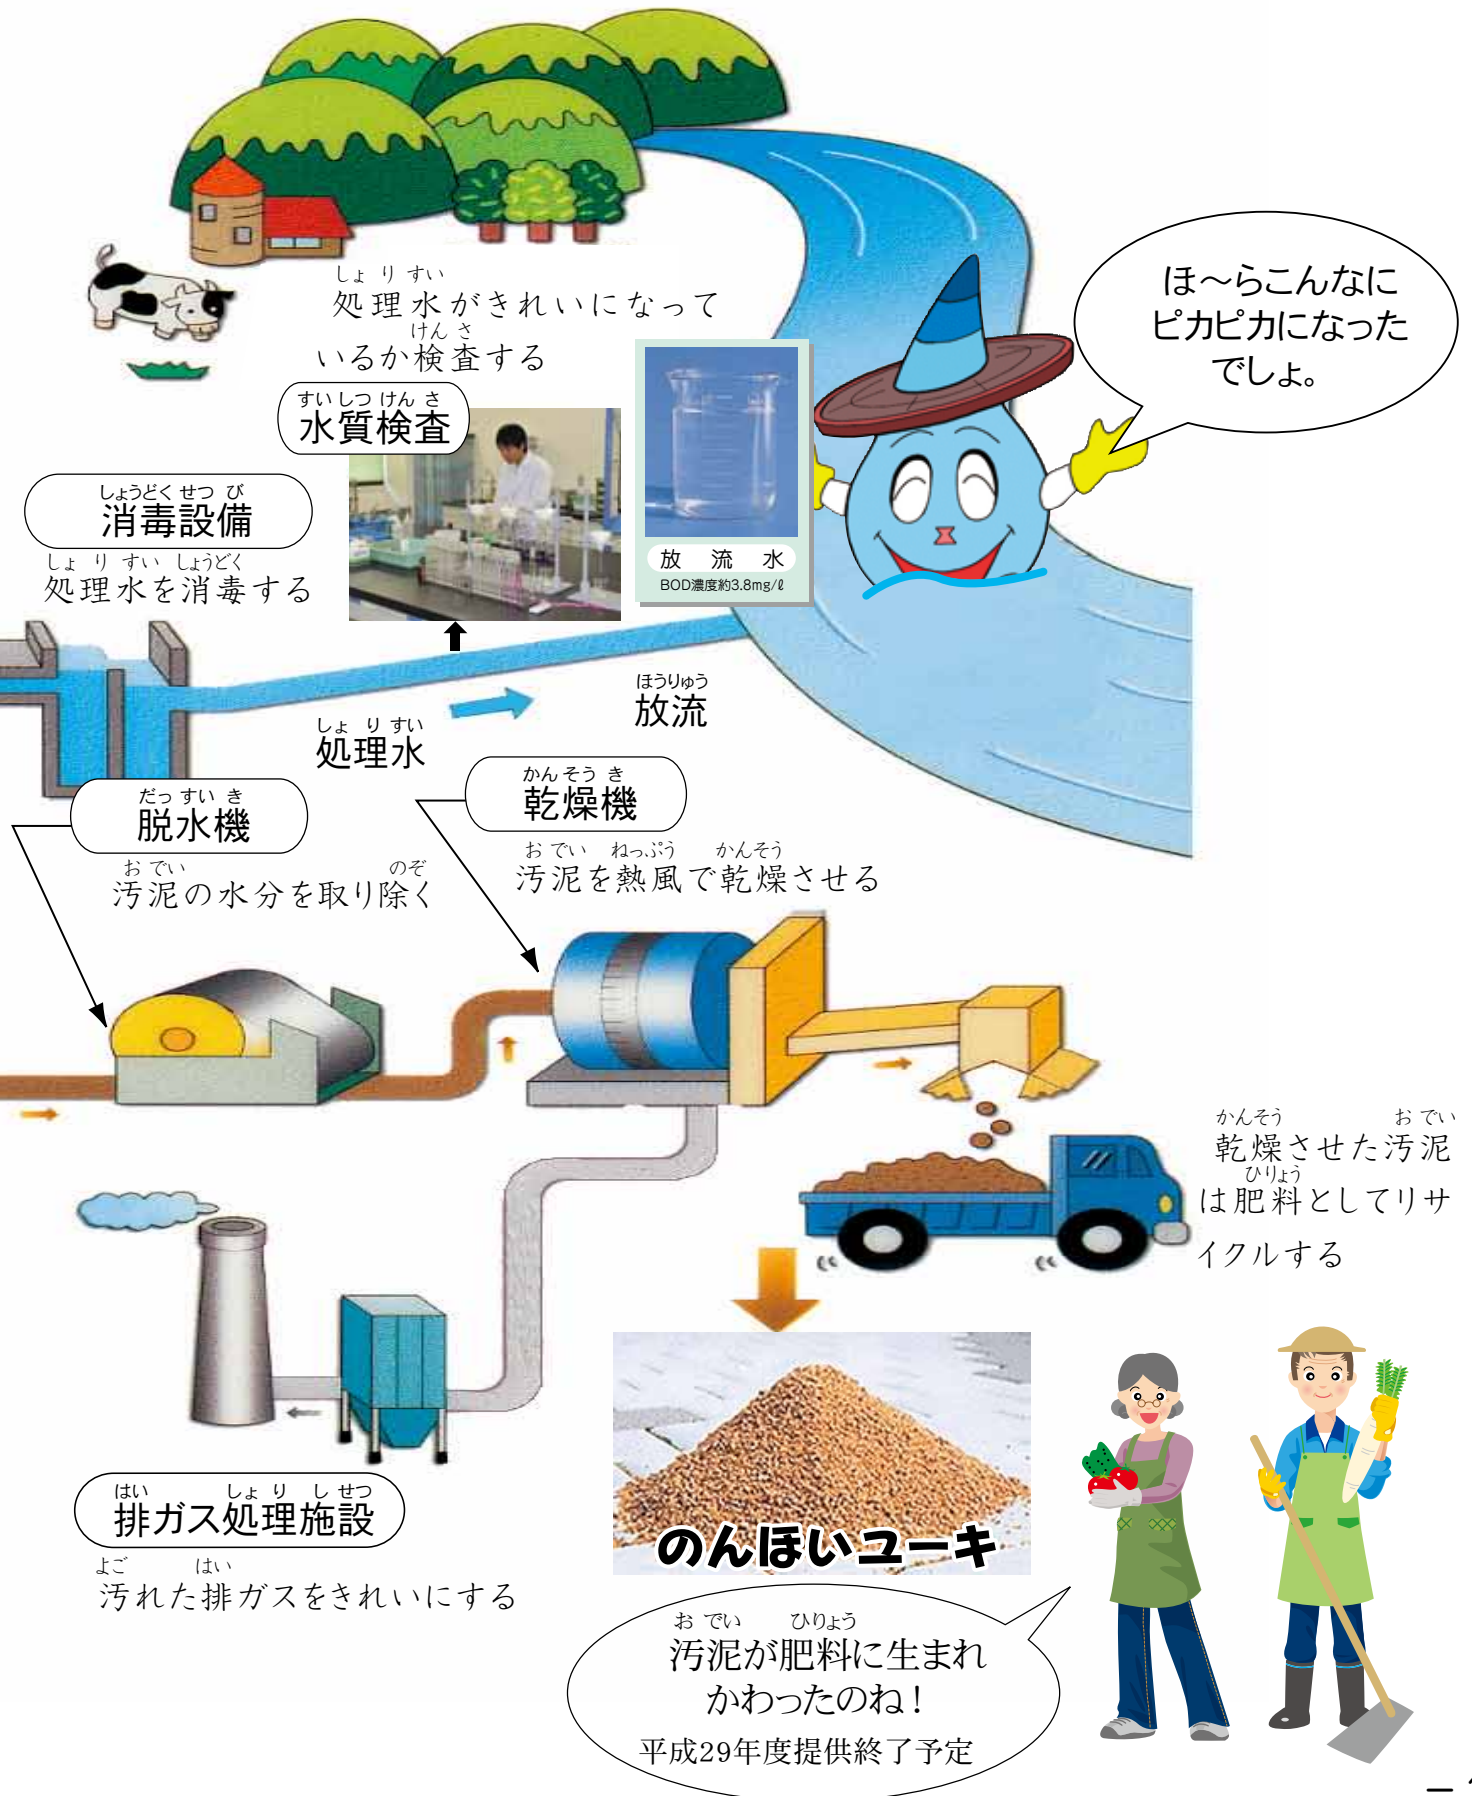 ほ～らこんなに
ピカピカになった
でしょ。
しょ り すい
処理水がきれいになって
けん さ
いるか検査する
すいしつ けん さ
水質検査
放流水
BOD濃度約3.8mg/ℓ
しょうどく せつ び
消毒設備
しょ り すい しょうどく
処理水を消毒する
ほうりゅう
放流
しょ り すい
処理水
だっ すい き
脱水機
お でい のぞ
汚泥の水分を取り除く
かん そう き
乾燥機
お でい ねっぷう かんそう
汚泥を熱風で乾燥させる
かんそう お でい
乾燥させた汚泥
ひりょう
は肥料としてリサ
イクルする
はい しょ り し せつ
排ガス処理施設
よご はい
汚れた排ガスをきれいにする
のんほいユーキ
お でい ひりょう
汚泥が肥料に生まれ
かわったのね！
平成29年度提供終了予定